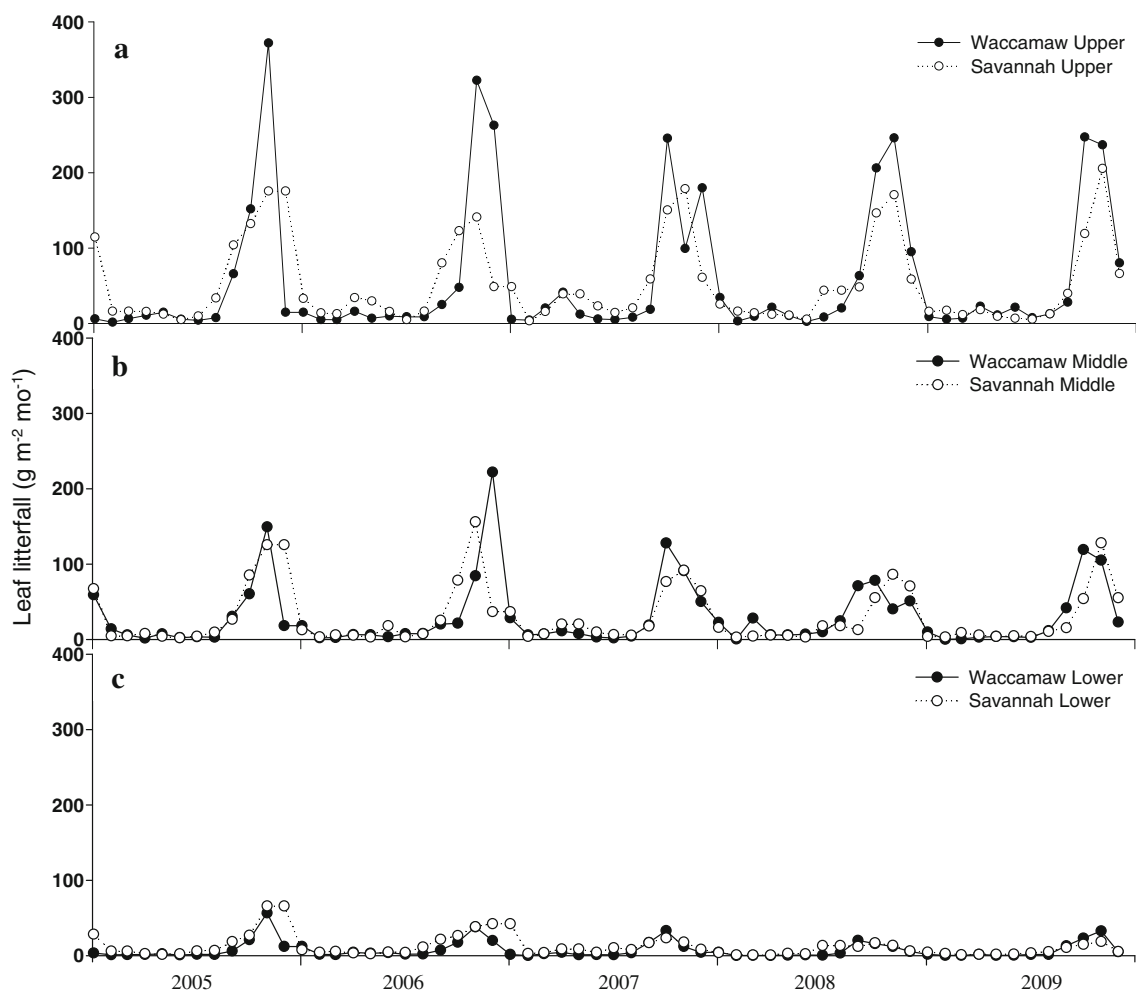 400
a
Waccamaw Upper
Savannah Upper
300
200
100
0
400
b
Waccamaw Middle
Savannah Middle
300
200
100
0
Leaf litterfall (g m⁻² mo⁻¹)
400
c
Waccamaw Lower
Savannah Lower
300
200
100
0
2005 2006 2007 2008 2009